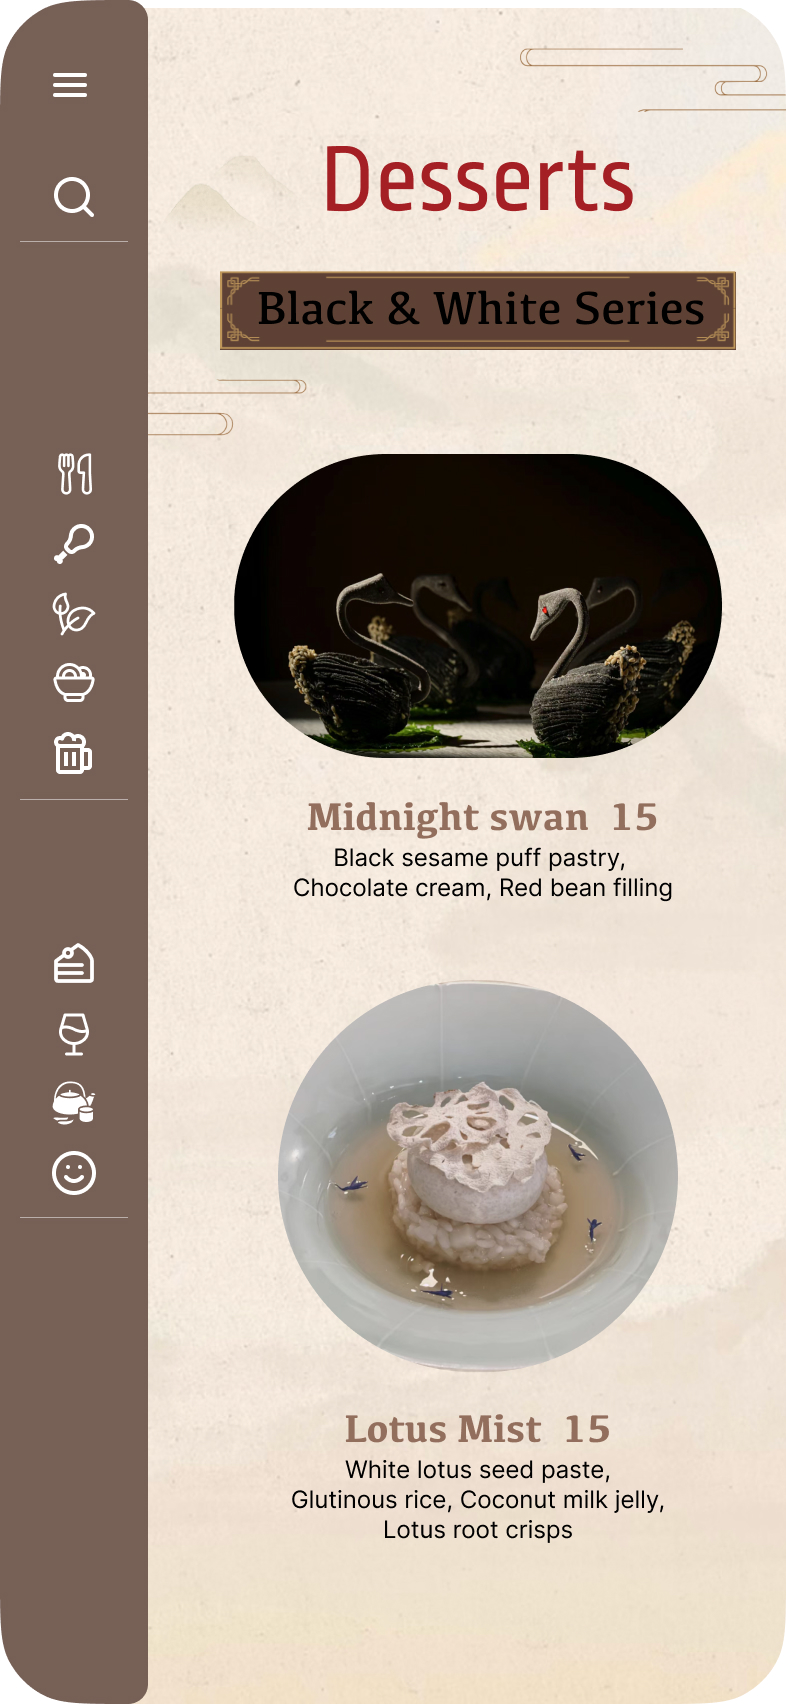 Desserts
Black & White Series
Midnight swan 15
Black sesame puff pastry,
Chocolate cream, Red bean filling
Lotus Mist 15
White lotus seed paste,
Glutinous rice, Coconut milk jelly,
Lotus root crisps